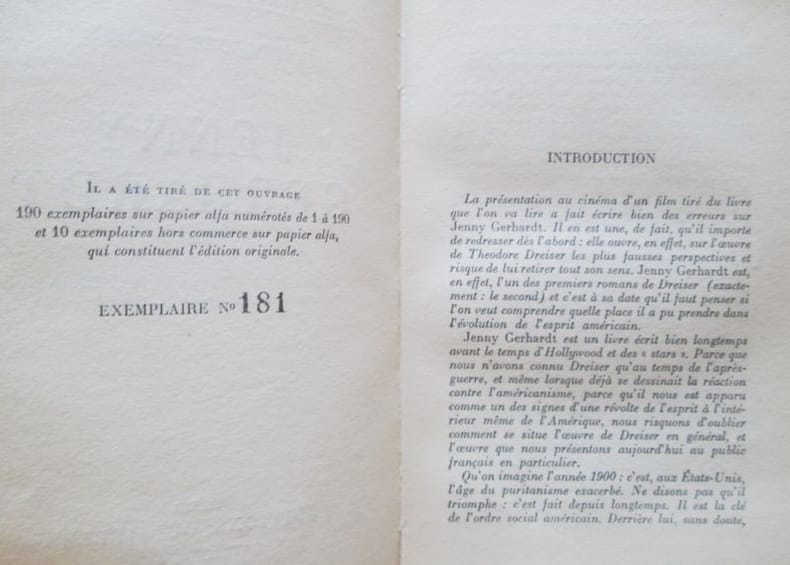 IL A ÉTÉ TIRÉ DE CET OUVRAGE
190 exemplaires sur papier alfa numérotés de 1 à 190
et 10 exemplaires hors commerce sur papier alfa,
qui constituent l'édition originale.
EXEMPLAIRE Nº 181
INTRODUCTION
La présentation au cinéma d'un film tiré du livre
que l'on va lire a fait écrire bien des erreurs sur
Jenny Gerhardt. Il en est une, de fait, qu'il importe
de redresser dès l'abord : elle ouvre, en effet, sur l'œuvre
de Theodore Dreiser les plus fausses perspectives et
risque de lui retirer tout son sens. Jenny Gerhardt est,
en effet, l'un des premiers romans de Dreiser (exacte-
ment : le second) et c'est à sa date qu'il faut penser si
l'on veut comprendre quelle place il a pu prendre dans
l'évolution de l'esprit américain.
Jenny Gerhardt est un livre écrit bien longtemps
avant le temps d'Hollywood et des « stars ». Parce que
nous n'avons connu Dreiser qu'au temps de l'après-
guerre, et même lorsque déjà se dessinait la réaction
contre l'américanisme, parce qu'il nous est apparu
comme un des signes d'une révolte de l'esprit à l'inté-
rieur même de l'Amérique, nous risquons d'oublier
comment se situe l'œuvre de Dreiser en général, et
l'œuvre que nous présentons aujourd'hui au public
français en particulier.
Qu'on imagine l'année 1900 : c'est, aux États-Unis,
l'âge du puritanisme exacerbé. Ne disons pas qu'il
triomphe : c'est fait depuis longtemps. Il est la clé
de l'ordre social américain. Derrière lui, sans doute,